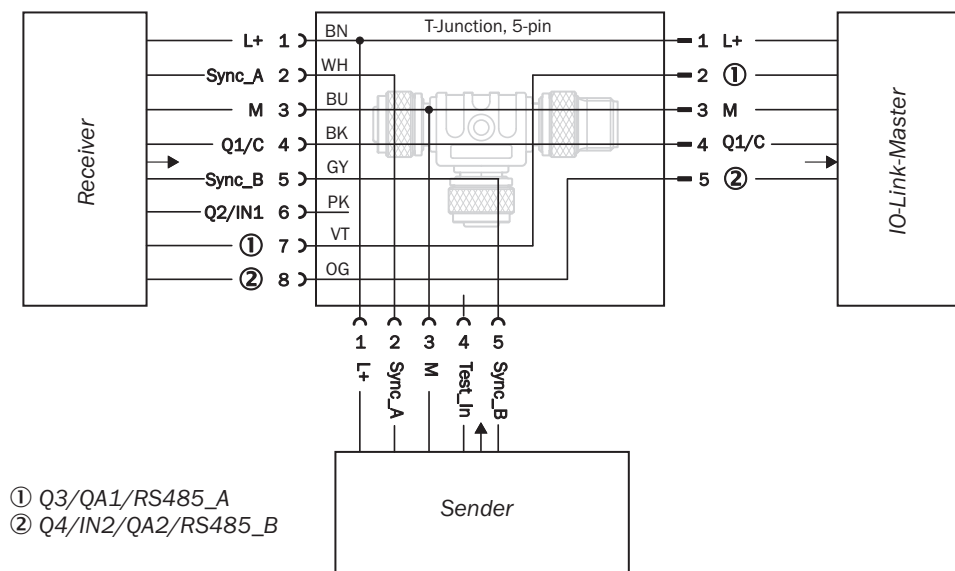 T-Junction, 5-pin
L+ 1 BN 1 L+
Sync_A 2 WH 2 ①
M 3 BU 3 M
Q1/C 4 BK 4 Q1/C
Sync_B 5 GY 5 ②
Q2/IN1 6 PK
① 7 VT
② 8 OG
Receiver
IO-Link-Master
1 2 3 4 5
L+ Sync_A M Test_In Sync_B
Sender
① Q3/QA1/RS485_A
② Q4/IN2/QA2/RS485_B